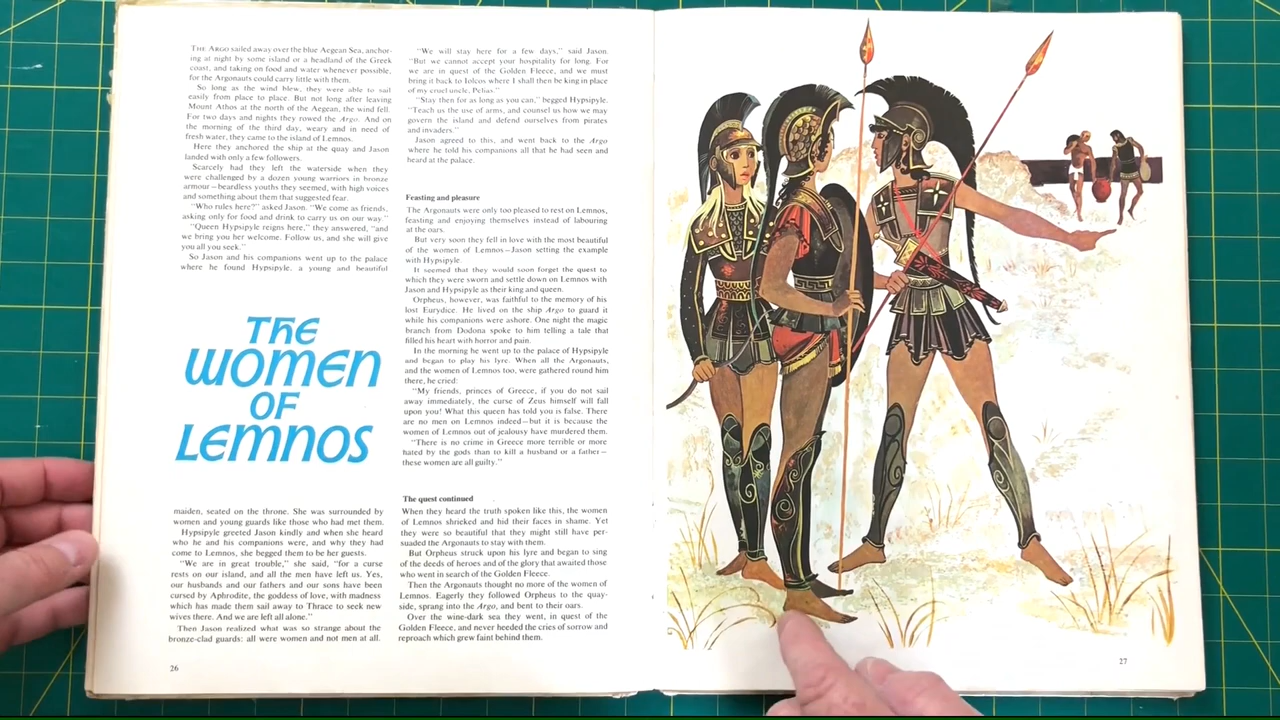 THE ARGO sailed away over the blue Aegean Sea, anchor-
ing at night by some island or a headland of the Greek
coast, and taking on food and water whenever possible,
for the Argonauts could carry little with them.
So long as the wind blew, they were able to sail
easily from place to place. But not long after leaving
Mount Athos at the north of the Aegean, the wind fell.
For two days and nights they rowed the Argo. And on
the morning of the third day, weary and in need of
fresh water, they came to the island of Lemnos.
Here they anchored the ship at the quay and Jason
landed with only a few followers.
Scarcely had they left the waterside when they
were challenged by a dozen young warriors in bronze
armour—beardless youths they seemed, with high voices
and something about them that suggested fear.
"Who rules here?" asked Jason. "We come as friends,
asking only for food and drink to carry us on our way."
"Queen Hypsipyle reigns here," they answered, "and
we bring you her welcome. Follow us, and she will give
you all you seek."
So Jason and his companions went up to the palace
where he found Hypsipyle, a young and beautiful
THE
WOMEN
OF
LEMNOS
maiden, seated on the throne. She was surrounded by
women and young guards like those who had met them.
Hypsipyle greeted Jason kindly and when she heard
who he and his companions were, and why they had
come to Lemnos, she begged them to be her guests.
"We are in great trouble," she said, "for a curse
rests on our island, and all the men have left us. Yes,
our husbands and our fathers and our sons have been
cursed by Aphrodite, the goddess of love, with madness
which has made them sail away to Thrace to seek new
wives there. And we are left all alone."
Then Jason realized what was so strange about the
bronze-clad guards: all were women and not men at all.
26
"We will stay here for a few days," said Jason.
"But we cannot accept your hospitality for long. For
we are in quest of the Golden Fleece, and we must
bring it back to Iolcos where I shall then be king in place
of my cruel uncle, Pelias."
"Stay then for as long as you can," begged Hypsipyle.
"Teach us the use of arms, and counsel us how we may
govern the island and defend ourselves from pirates
and invaders."
Jason agreed to this, and went back to the Argo
where he told his companions all that he had seen and
heard at the palace.
Feasting and pleasure
The Argonauts were only too pleased to rest on Lemnos,
feasting and enjoying themselves instead of labouring
at the oars.
But very soon they fell in love with the most beautiful
of the women of Lemnos—Jason setting the example
with Hypsipyle.
It seemed that they would soon forget the quest to
which they were sworn and settle down on Lemnos with
Jason and Hypsipyle as their king and queen.
Orpheus, however, was faithful to the memory of his
lost Eurydice. He lived on the ship Argo to guard it
while his companions were ashore. One night the magic
branch from Dodona spoke to him telling a tale that
filled his heart with horror and pain.
In the morning he went up to the palace of Hypsipyle
and began to play his lyre. When all the Argonauts,
and the women of Lemnos too, were gathered round him
there, he cried:
"My friends, princes of Greece, if you do not sail
away immediately, the curse of Zeus himself will fall
upon you! What this queen has told you is false. There
are no men on Lemnos indeed—but it is because the
women of Lemnos out of jealousy have murdered them.
"There is no crime in Greece more terrible or more
hated by the gods than to kill a husband or a father—
these women are all guilty."
The quest continued
When they heard the truth spoken like this, the women
of Lemnos shrieked and hid their faces in shame. Yet
they were so beautiful that they might still have per-
suaded the Argonauts to stay with them.
But Orpheus struck upon his lyre and began to sing
of the deeds of heroes and of the glory that awaited those
who went in search of the Golden Fleece.
Then the Argonauts thought no more of the women of
Lemnos. Eagerly they followed Orpheus to the quay-
side, sprang into the Argo, and bent to their oars.
Over the wine-dark sea they went, in quest of the
Golden Fleece, and never heeded the cries of sorrow and
reproach which grew faint behind them.
27